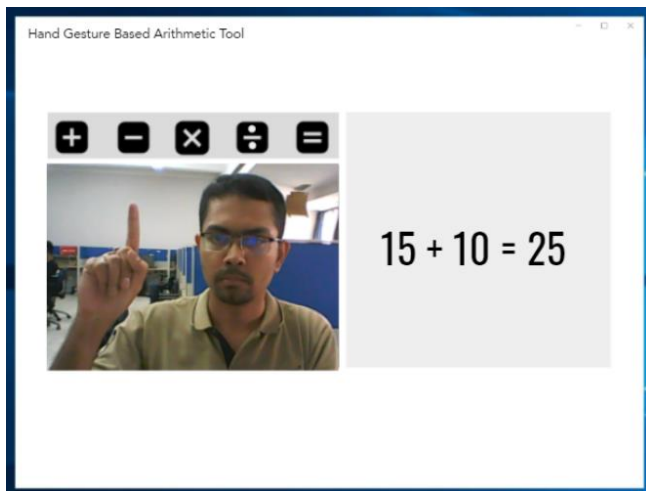 Hand Gesture Based Arithmetic Tool
+ − × ÷ =
15 + 10 = 25